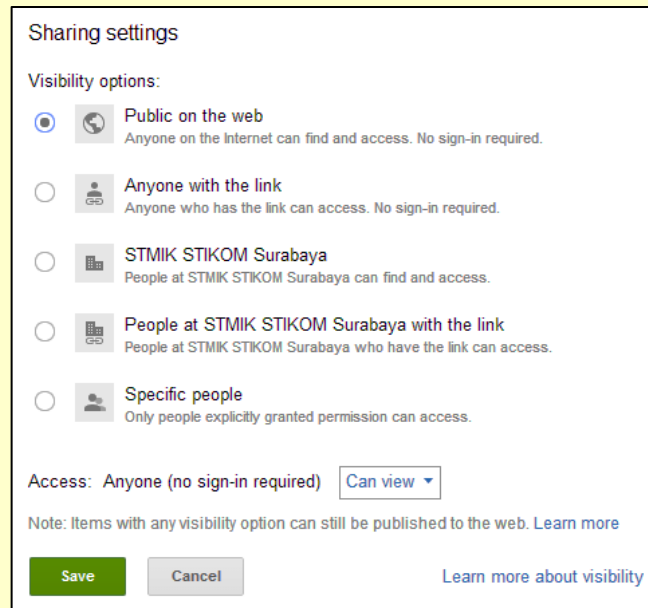 Sharing settings
Visibility options:
Public on the web
Anyone on the Internet can find and access. No sign-in required.
Anyone with the link
Anyone who has the link can access. No sign-in required.
STMIK STIKOM Surabaya
People at STMIK STIKOM Surabaya can find and access.
People at STMIK STIKOM Surabaya with the link
People at STMIK STIKOM Surabaya who have the link can access.
Specific people
Only people explicitly granted permission can access.
Access: Anyone (no sign-in required) Can view
Note: Items with any visibility option can still be published to the web. Learn more
Save Cancel Learn more about visibility